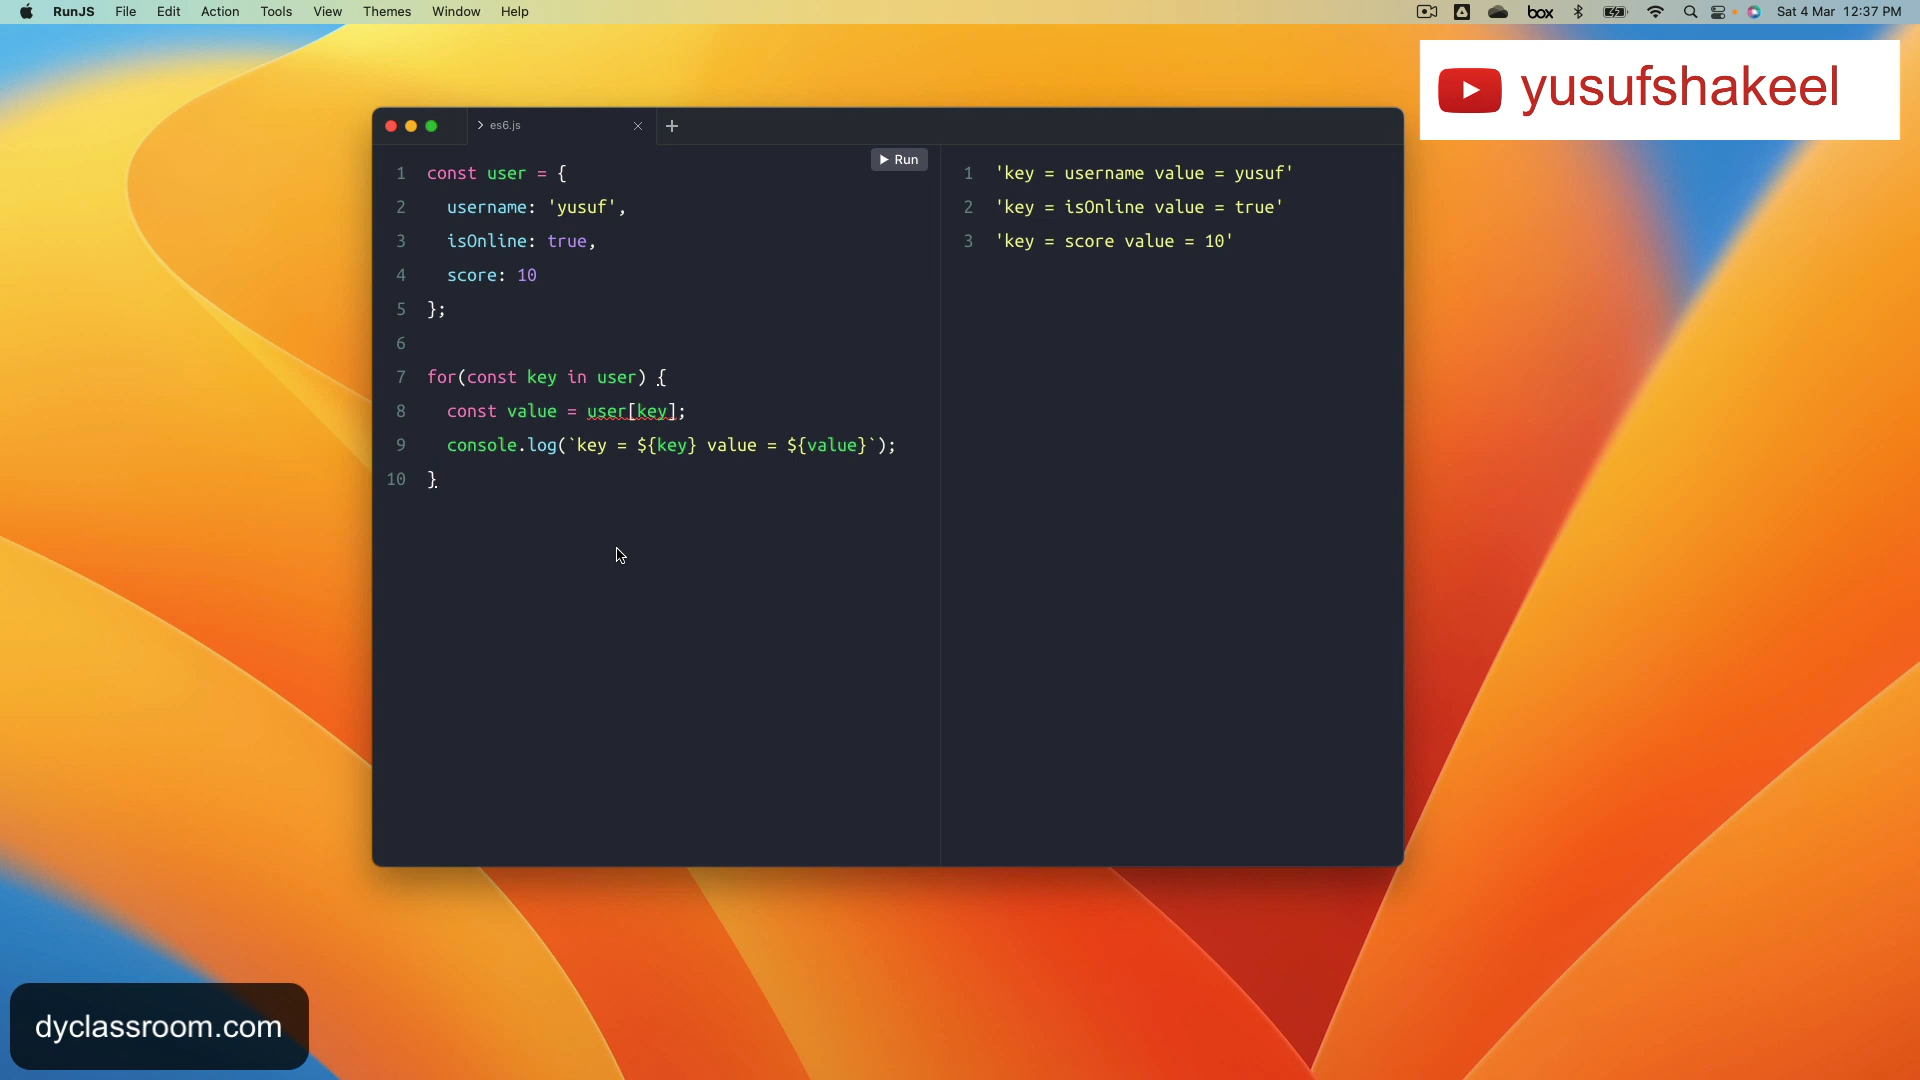 RunJS File Edit Action Tools View Themes Window Help
box Sat 4 Mar 12:37 PM
yusufshakeel
es6.js
Run
1 const user = {
2 username: 'yusuf',
3 isOnline: true,
4 score: 10
5 };
6
7 for(const key in user) {
8 const value = user[key];
9 console.log(`key = ${key} value = ${value}`);
10 }
1 'key = username value = yusuf'
2 'key = isOnline value = true'
3 'key = score value = 10'
dyclassroom.com